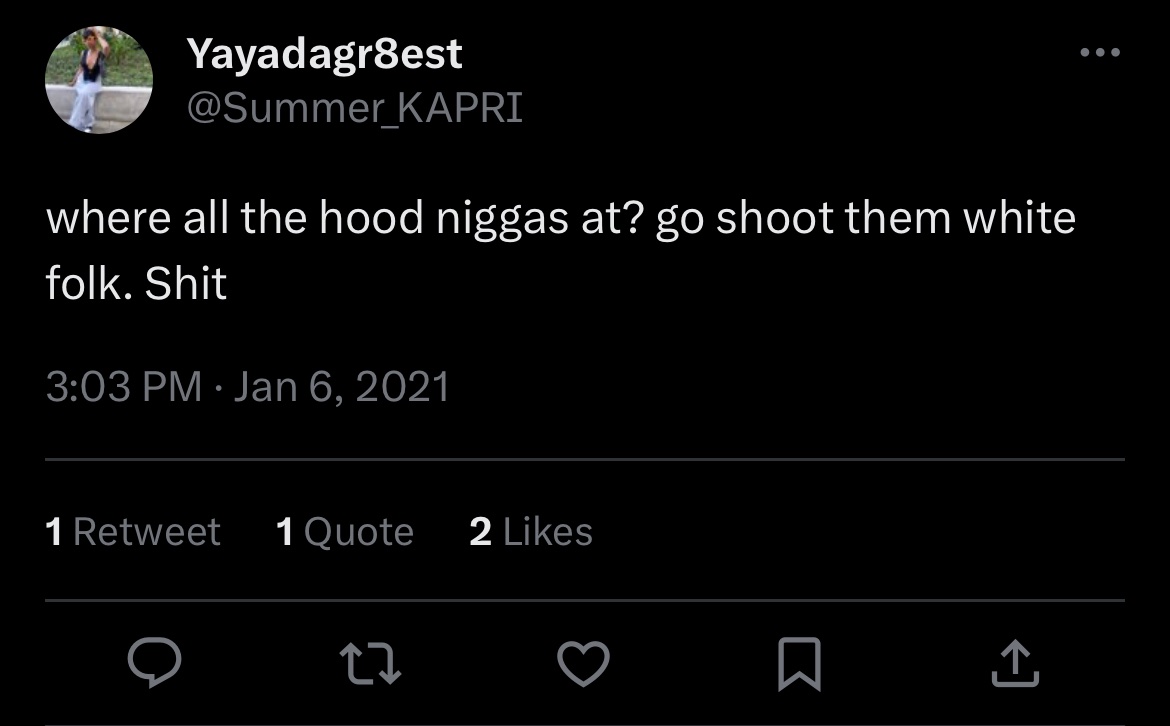 Yayadagr8est
@Summer_KAPRI
where all the hood niggas at? go shoot them white
folk. Shit
3:03 PM · Jan 6, 2021
1 Retweet 1 Quote 2 Likes